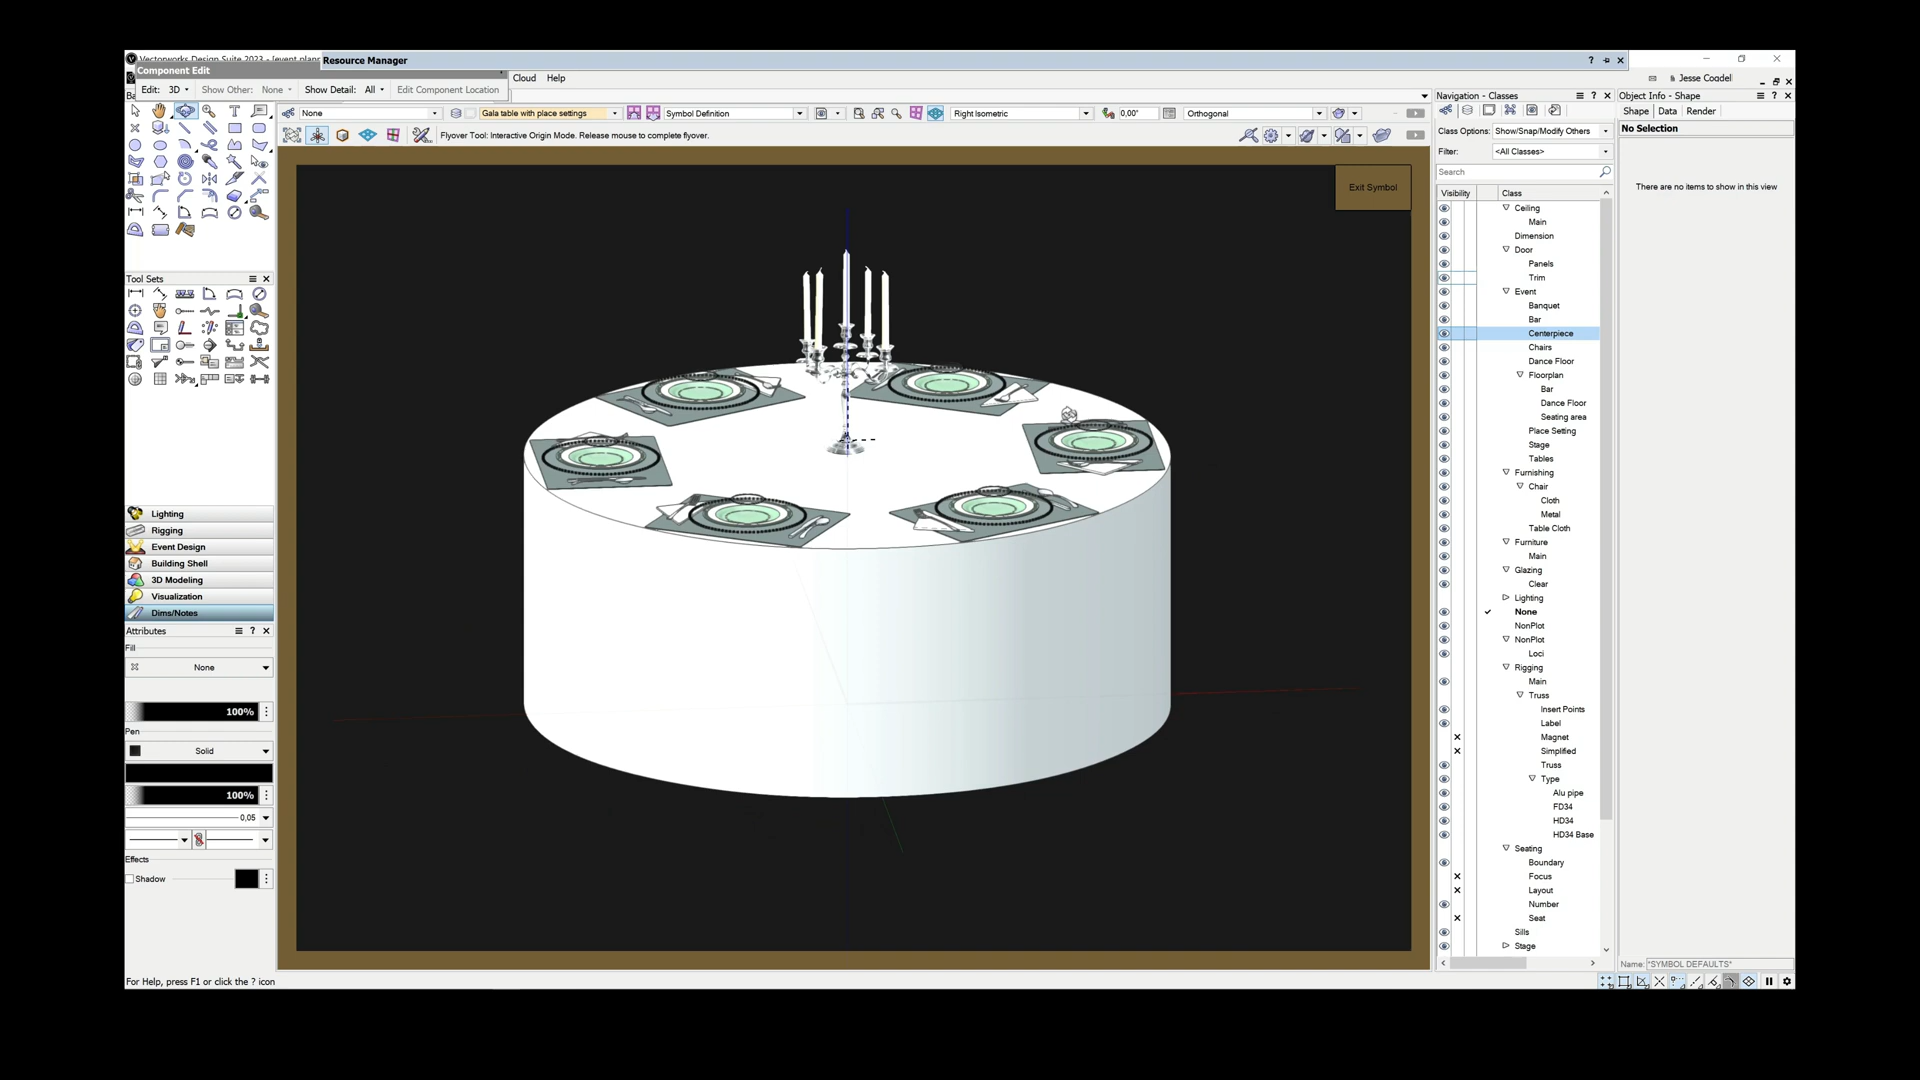 Vectorworks Design Suite 2023 - [event plan
Resource Manager
Component Edit
Cloud
Help
Jesse Cogdell
Edit: 3D
Show Other: None
Show Detail: All
Edit Component Location
Ba
Navigation - Classes
Object Info - Shape
None
Gala table with place settings
Symbol Definition
Right Isometric
0,00°
Orthogonal
Shape
Data
Render
Flyover Tool: Interactive Origin Mode. Release mouse to complete flyover.
Class Options: Show/Snap/Modify Others
No Selection
Filter: <All Classes>
Search
There are no items to show in this view
Exit Symbol
Visibility
Class
Ceiling
Main
Dimension
Door
Panels
Trim
Event
Banquet
Bar
Centerpiece
Chairs
Dance Floor
Floorplan
Bar
Dance Floor
Seating area
Place Setting
Stage
Tables
Furnishing
Chair
Cloth
Metal
Table Cloth
Furniture
Main
Glazing
Clear
Lighting
None
NonPlot
NonPlot
Loci
Rigging
Main
Truss
Insert Points
Label
Magnet
Simplified
Truss
Type
Alu pipe
FD34
HD34
HD34 Base
Seating
Boundary
Focus
Layout
Number
Seat
Sills
Stage
Tool Sets
Lighting
Rigging
Event Design
Building Shell
3D Modeling
Visualization
Dims/Notes
Attributes
Fill
None
100%
Pen
Solid
100%
0,05
Effects
Shadow
Name: *SYMBOL DEFAULTS*
For Help, press F1 or click the ? icon